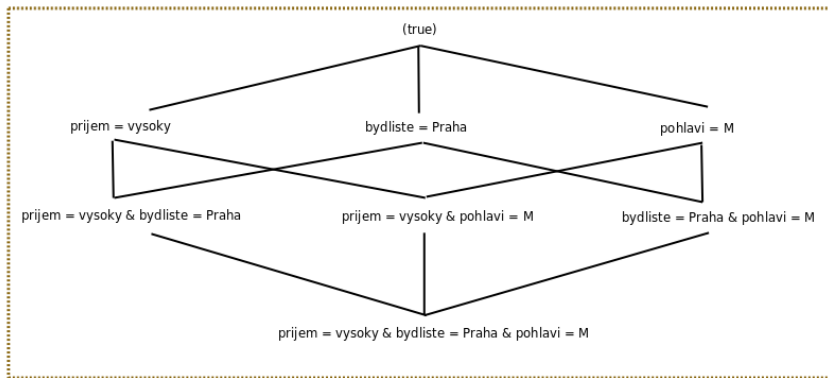 (true)
prijem = vysoky
bydliste = Praha
pohlavi = M
prijem = vysoky & bydliste = Praha
prijem = vysoky & pohlavi = M
bydliste = Praha & pohlavi = M
prijem = vysoky & bydliste = Praha & pohlavi = M